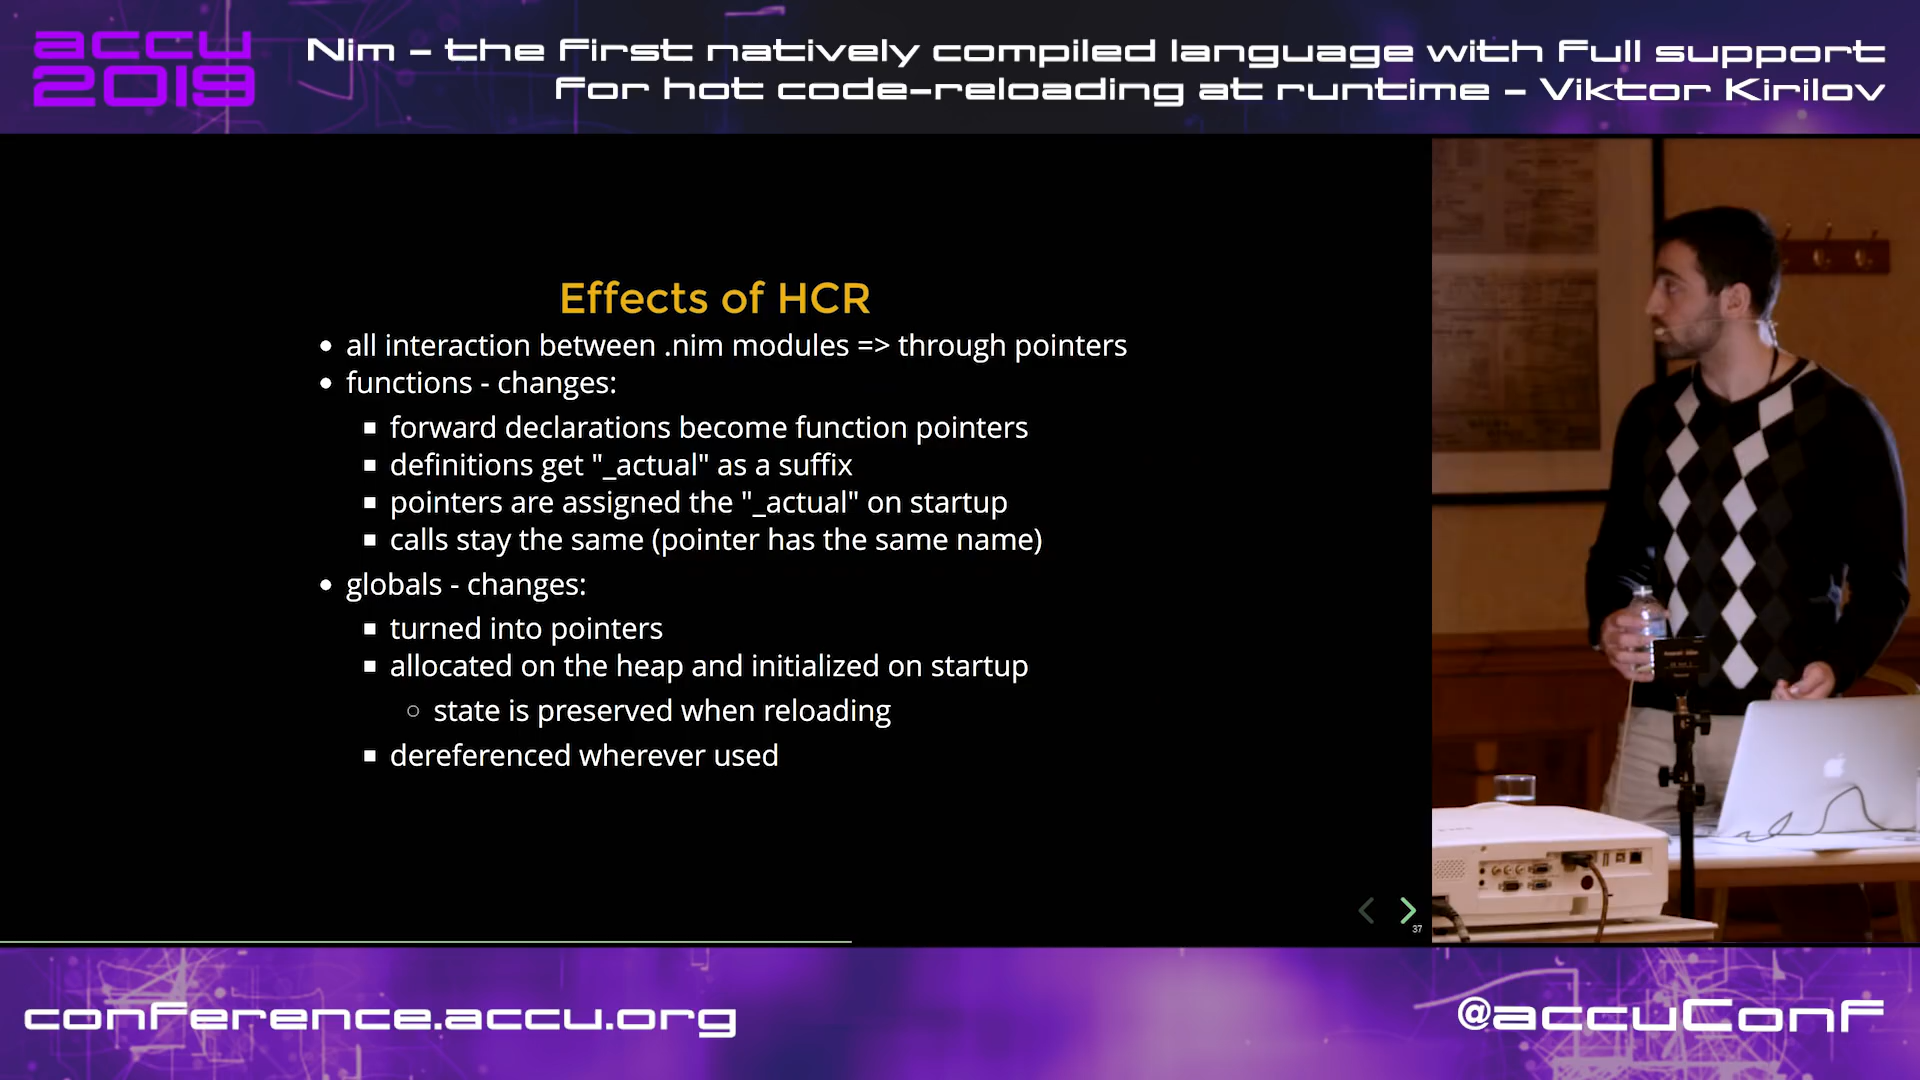 accu
2019
Nim – the first natively compiled language with full support
for hot code-reloading at runtime – Viktor Kirilov
Effects of HCR
• all interaction between .nim modules => through pointers
• functions - changes:
▪ forward declarations become function pointers
▪ definitions get "_actual" as a suffix
▪ pointers are assigned the "_actual" on startup
▪ calls stay the same (pointer has the same name)
• globals - changes:
▪ turned into pointers
▪ allocated on the heap and initialized on startup
○ state is preserved when reloading
▪ dereferenced wherever used
37
conference.accu.org
@accuConf